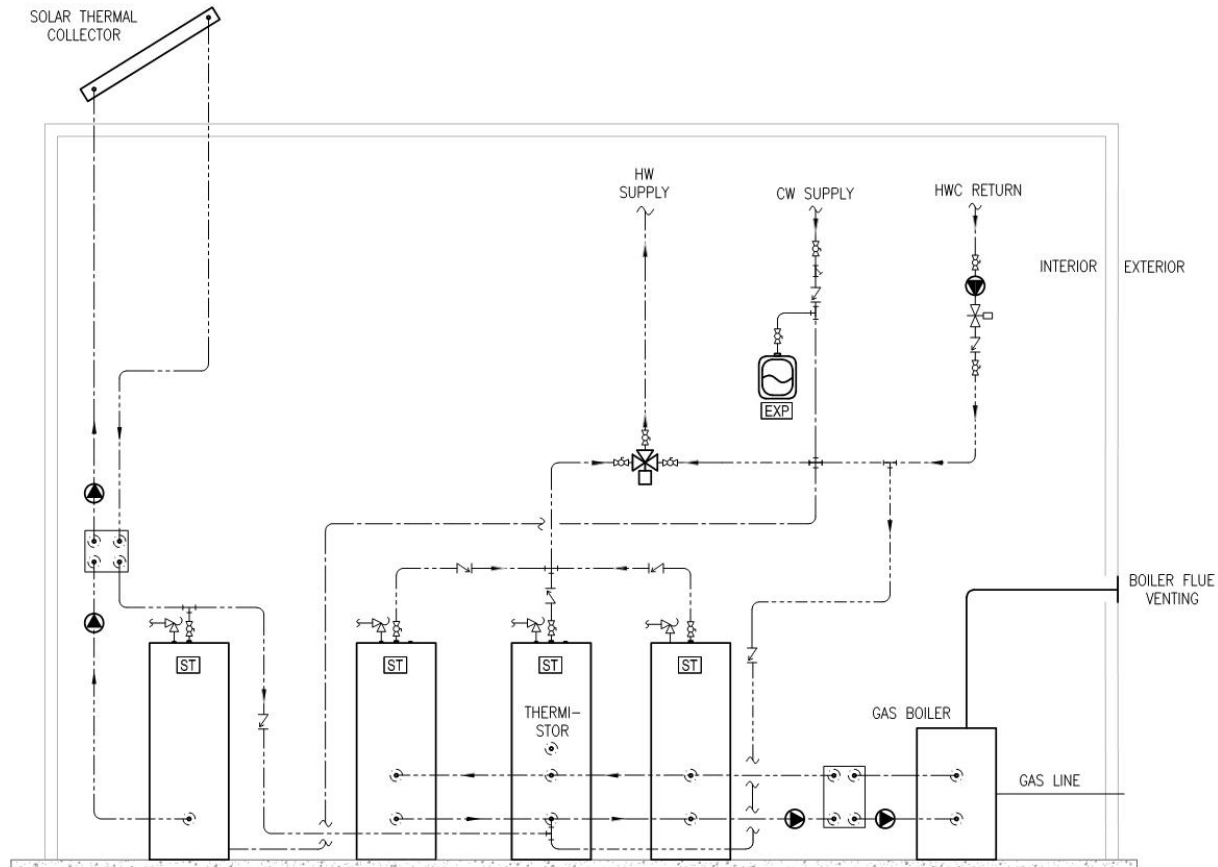 SOLAR THERMAL
COLLECTOR
HW
SUPPLY
CW SUPPLY
HWC RETURN
INTERIOR
EXTERIOR
EXP
BOILER FLUE
VENTING
ST
ST
ST
ST
THERMI-
STOR
GAS BOILER
GAS LINE